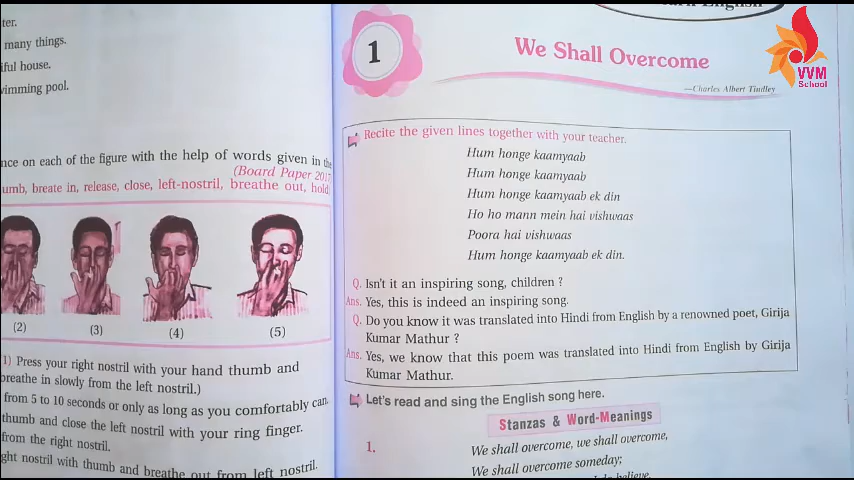 ter.
many things.
iful house.
wimming pool.
nce on each of the figure with the help of words given in the
(Board Paper 2017
umb, breate in, release, close, left-nostril, breathe out, hold
(2)
(3)
(4)
(5)
1) Press your right nostril with your hand thumb and
breathe in slowly from the left nostril.)
from 5 to 10 seconds or only as long as you comfortably can.
thumb and close the left nostril with your ring finger.
from the right nostril.
ght nostril with thumb and breathe out from left nostril.
English
1
We Shall Overcome
—Charles Albert Tindley
VVM
School
Recite the given lines together with your teacher.
Hum honge kaamyaab
Hum honge kaamyaab
Hum honge kaamyaab ek din
Ho ho mann mein hai vishwaas
Poora hai vishwaas
Hum honge kaamyaab ek din.
Q. Isn't it an inspiring song, children ?
Ans. Yes, this is indeed an inspiring song.
Q. Do you know it was translated into Hindi from English by a renowned poet, Girija
Kumar Mathur ?
Ans. Yes, we know that this poem was translated into Hindi from English by Girija
Kumar Mathur.
Let's read and sing the English song here.
Stanzas & Word-Meanings
1.
We shall overcome, we shall overcome,
We shall overcome someday;
I do believe,